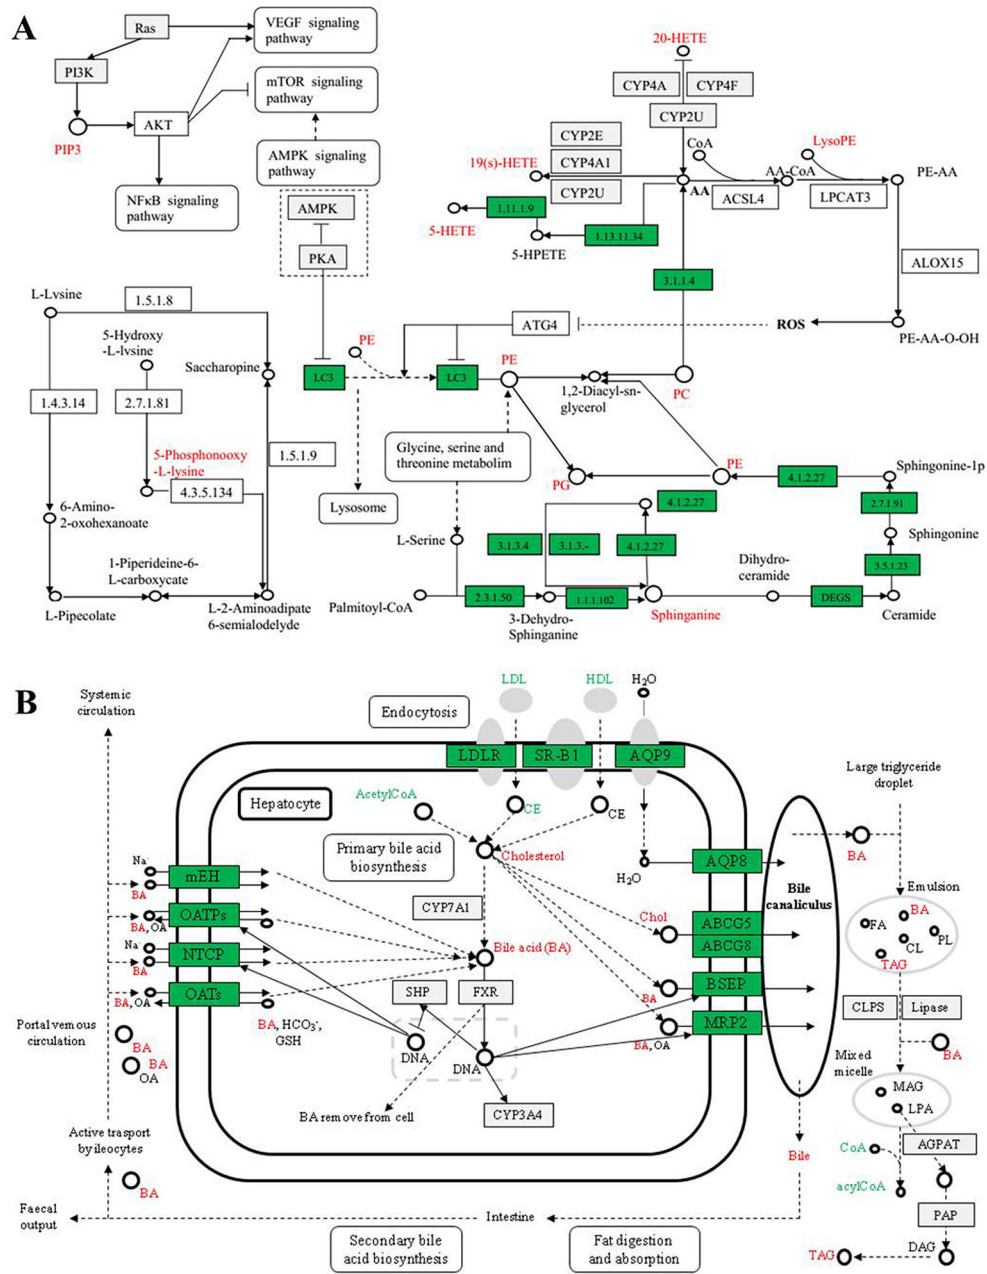 A
Ras
VEGF signaling
pathway
PI3K
mTOR signaling
pathway
PIP3
AKT
AMPK signaling
pathway
NFκB signaling
pathway
AMPK
PKA
20-HETE
CYP4A
CYP4F
CYP2U
CYP2E
CYP4A1
CYP2U
19(s)-HETE
CoA
LysoPE
AA
ACSL4
AA-CoA
LPCAT3
PE-AA
1.11.1.9
5-HETE
5-HPETE
1.13.11.34
3.1.1.4
ALOX15
ATG4
ROS
PE-AA-O-OH
L-Lvsine
1.5.1.8
5-Hydroxy
-L-lvsine
Saccharopine
1.4.3.14
2.7.1.81
5-Phosphonooxy
-L-lysine
4.3.5.134
1.5.1.9
6-Amino-
2-oxohexanoate
1-Piperideine-6-
L-carboxycate
L-Pipecolate
L-2-Aminoadipate
6-semialodelyde
PE
LC3
LC3
PE
1,2-Diacyl-sn-
glycerol
PC
Glycine, serine and
threonine metabolim
Lysosome
PG
PE
4.1.2.27
Sphingonine-1p
2.7.1.91
Sphingonine
3.5.1.23
4.1.2.27
L-Serine
3.1.3.4
3.1.3.-
4.1.2.27
Dihydro-
ceramide
Palmitoyl-CoA
2.3.1.50
3-Dehydro-
Sphinganine
1.1.1.102
Sphinganine
DEGS
Ceramide
B
Systemic
circulation
Endocytosis
LDL
HDL
H₂O
LDLR
SR-B1
AQP9
Hepatocyte
AcetylCoA
CE
CE
Primary bile acid
biosynthesis
Cholesterol
H₂O
AQP8
Large triglyceride
droplet
BA
Bile
canaliculus
Emulsion
BA
FA
PL
CL
TAG
Na⁻
BA
mEH
OATPs
BA, OA
Na⁻
BA
NTCP
OATs
BA, OA
CYP7A1
Bile acid (BA)
Chol
ABCG5
ABCG8
BSEP
BA
MRP2
BA, OA
SHP
FXR
BA, HCO₃⁻,
GSH
DNA
DNA
CYP3A4
BA remove from cell
Portal vemous
circulation
BA
BA
OA
CLPS
Lipase
BA
Mixed
micelle
MAG
LPA
AGPAT
CoA
acylCoA
PAP
DAG
TAG
Active trasport
by ileocytes
BA
Bile
Faecal
output
Intestine
Secondary bile
acid biosynthesis
Fat digestion
and absorption